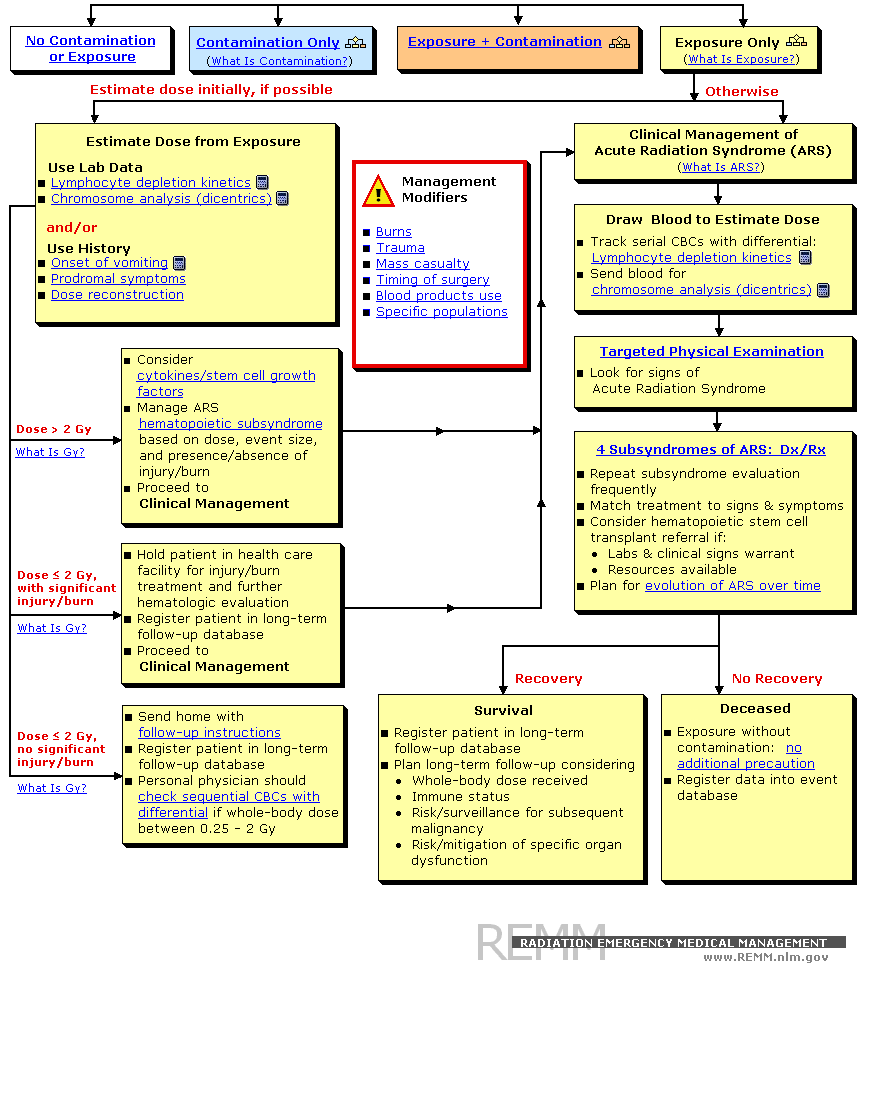 No Contamination
or Exposure
Contamination Only
(What Is Contamination?)
Exposure + Contamination
Exposure Only
(What Is Exposure?)
Estimate dose initially, if possible
Otherwise
Estimate Dose from Exposure
Use Lab Data
Lymphocyte depletion kinetics
Chromosome analysis (dicentrics)
and/or
Use History
Onset of vomiting
Prodromal symptoms
Dose reconstruction
Management
Modifiers
Burns
Trauma
Mass casualty
Timing of surgery
Blood products use
Specific populations
Clinical Management of
Acute Radiation Syndrome (ARS)
(What Is ARS?)
Draw Blood to Estimate Dose
Track serial CBCs with differential:
Lymphocyte depletion kinetics
Send blood for
chromosome analysis (dicentrics)
Targeted Physical Examination
Look for signs of
Acute Radiation Syndrome
Dose > 2 Gy
What Is Gy?
Consider
cytokines/stem cell growth
factors
Manage ARS
hematopoietic subsyndrome
based on dose, event size,
and presence/absence of
injury/burn
Proceed to
Clinical Management
4 Subsyndromes of ARS: Dx/Rx
Repeat subsyndrome evaluation
frequently
Match treatment to signs & symptoms
Consider hematopoietic stem cell
transplant referral if:
Labs & clinical signs warrant
Resources available
Plan for evolution of ARS over time
Dose ≤ 2 Gy,
with significant
injury/burn
What Is Gy?
Hold patient in health care
facility for injury/burn
treatment and further
hematologic evaluation
Register patient in long-term
follow-up database
Proceed to
Clinical Management
Dose ≤ 2 Gy,
no significant
injury/burn
What Is Gy?
Send home with
follow-up instructions
Register patient in long-term
follow-up database
Personal physician should
check sequential CBCs with
differential if whole-body dose
between 0.25 - 2 Gy
Recovery
No Recovery
Survival
Register patient in long-term
follow-up database
Plan long-term follow-up considering
Whole-body dose received
Immune status
Risk/surveillance for subsequent
malignancy
Risk/mitigation of specific organ
dysfunction
Deceased
Exposure without
contamination: no
additional precaution
Register data into event
database
REMM
RADIATION EMERGENCY MEDICAL MANAGEMENT
www.REMM.nlm.gov